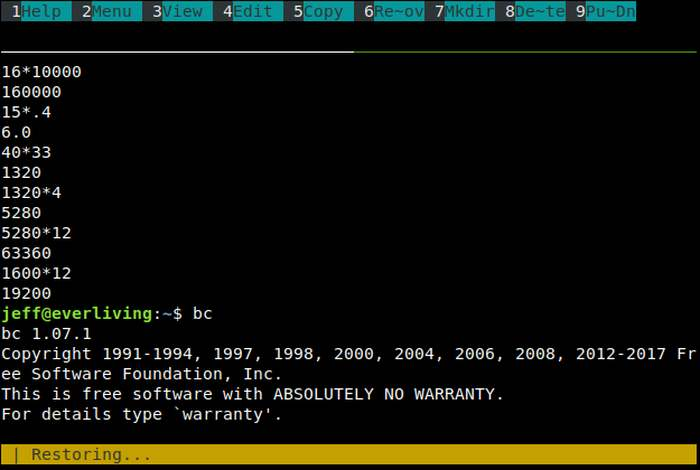 1Help 2Menu 3View 4Edit 5Copy 6Re~ov 7Mkdir 8De~te 9Pu~Dn
16*10000
160000
15*.4
6.0
40*33
1320
1320*4
5280
5280*12
63360
1600*12
19200
jeff@everliving:~$ bc
bc 1.07.1
Copyright 1991-1994, 1997, 1998, 2000, 2004, 2006, 2008, 2012-2017 Fr
ee Software Foundation, Inc.
This is free software with ABSOLUTELY NO WARRANTY.
For details type `warranty'.
| Restoring...